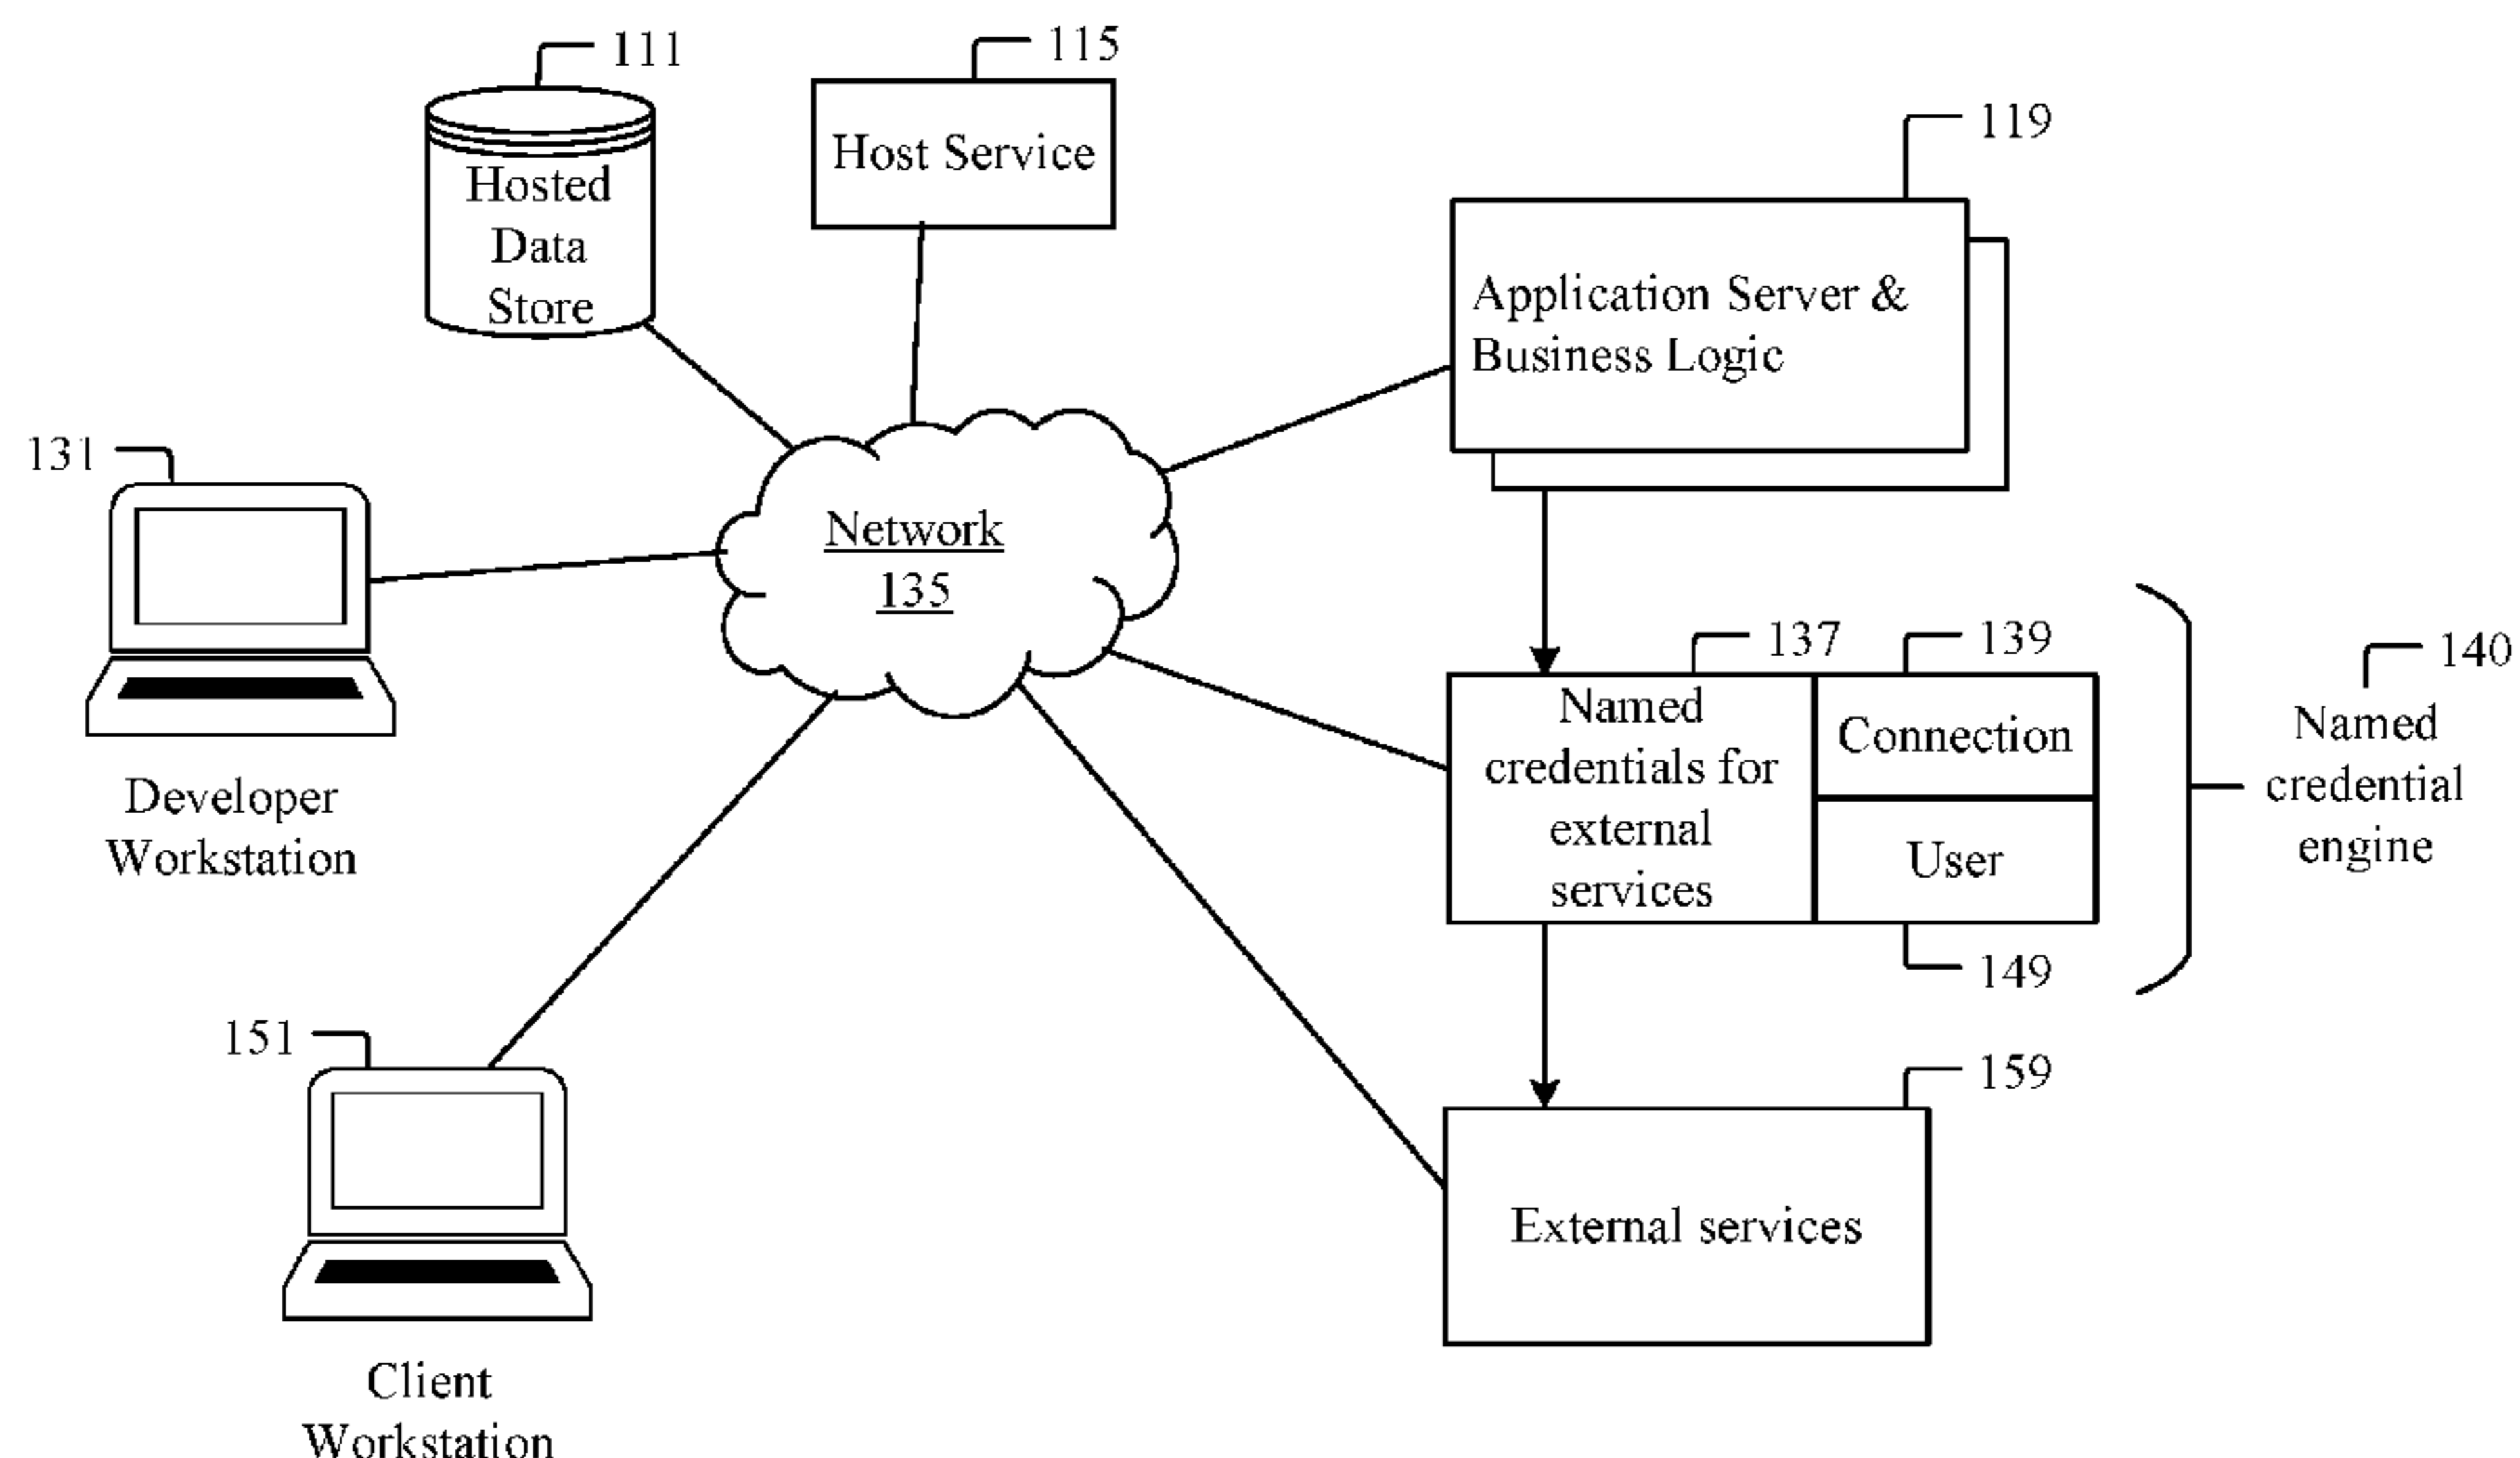 111
115
Hosted
Data
Store
Host Service
119
Application Server &
Business Logic
131
Developer
Workstation
Network
135
137
139
140
Named
credentials for
external
services
Connection
User
149
Named
credential
engine
151
Client
Workstation
159
External services